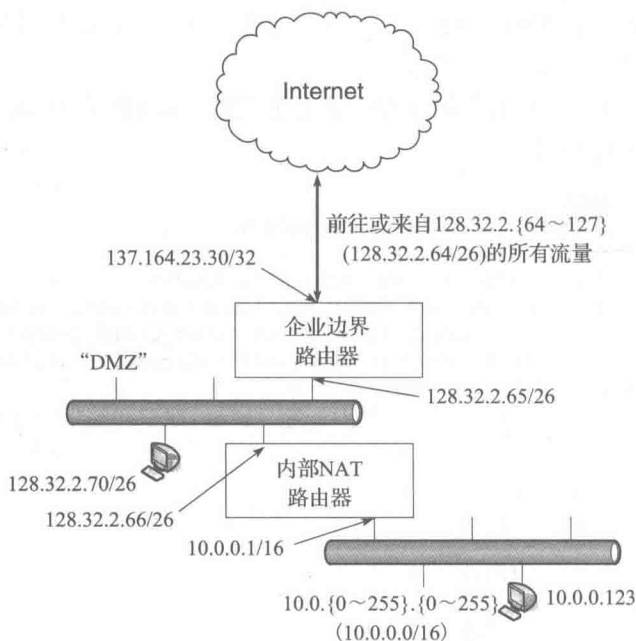 Internet
前往或来自128.32.2.{64～127}
(128.32.2.64/26)的所有流量
137.164.23.30/32
企业边界
路由器
“DMZ”
128.32.2.65/26
128.32.2.70/26
内部NAT
路由器
128.32.2.66/26
10.0.0.1/16
10.0.{0～255}.{0～255}
（10.0.0.0/16）
10.0.0.123